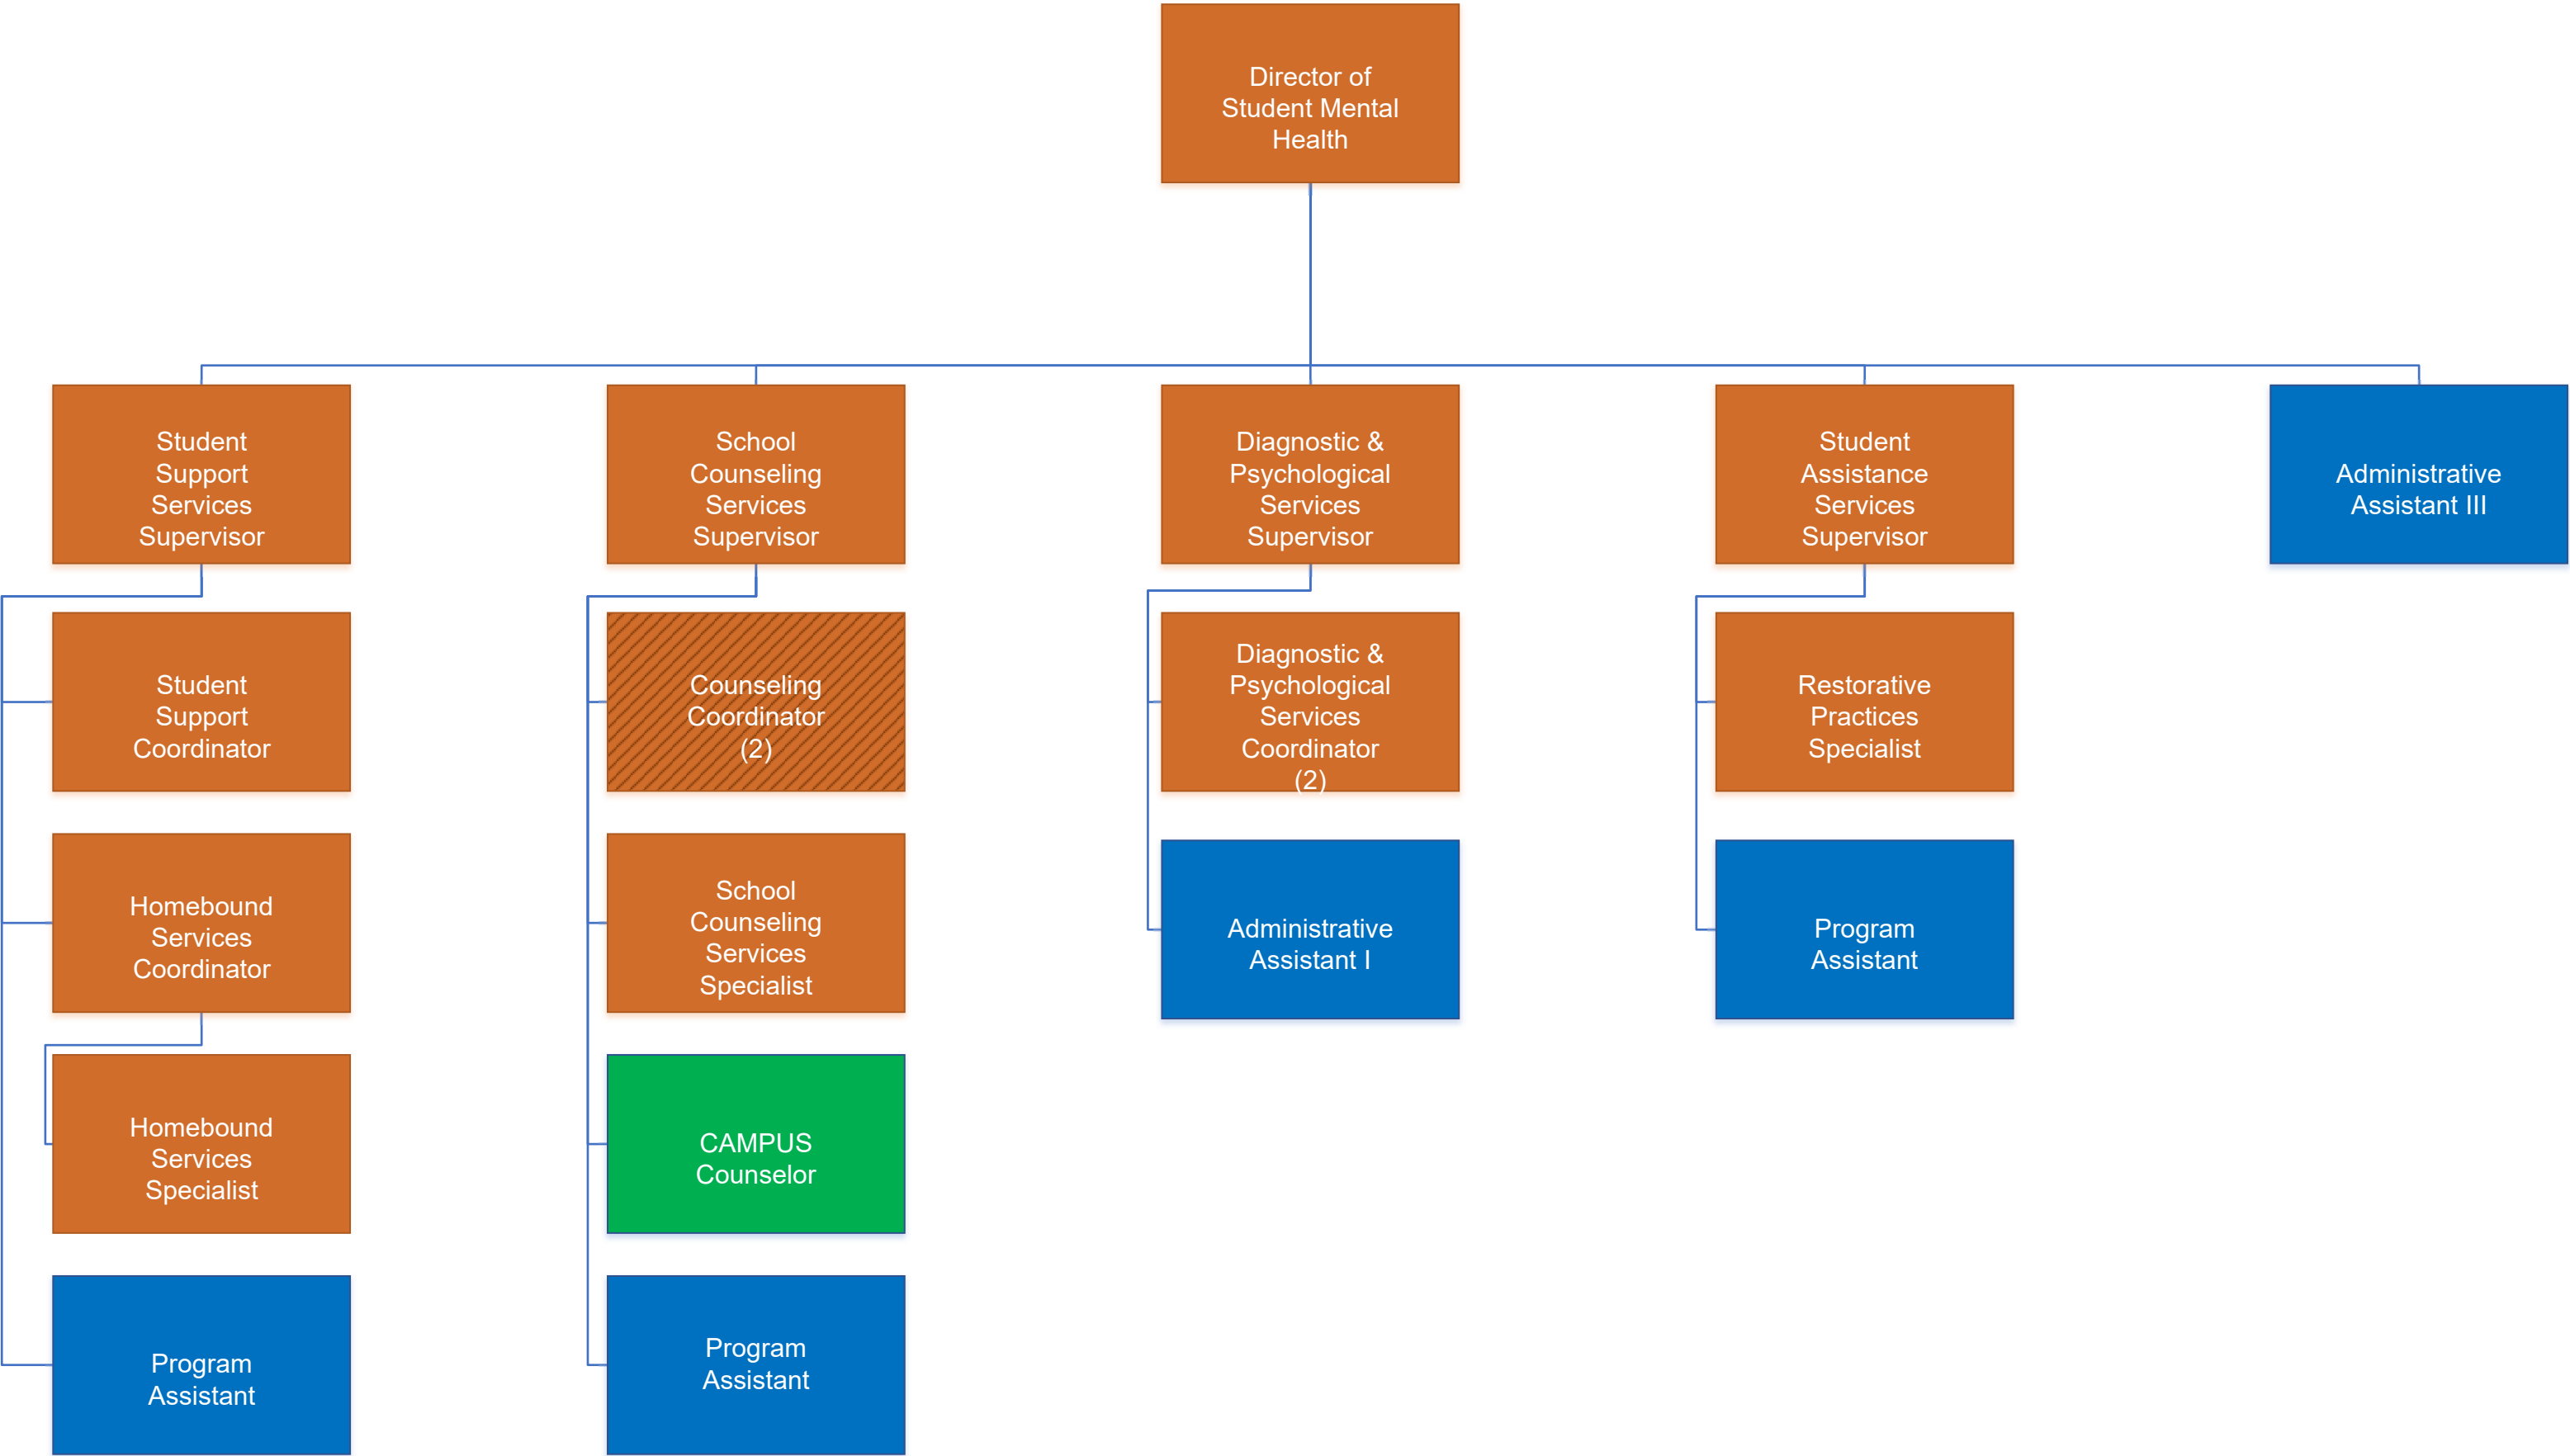 Director of
Student Mental
Health
Student
Support
Services
Supervisor
School
Counseling
Services
Supervisor
Diagnostic &
Psychological
Services
Supervisor
Student
Assistance
Services
Supervisor
Administrative
Assistant III
Student
Support
Coordinator
Counseling
Coordinator
(2)
Diagnostic &
Psychological
Services
Coordinator
(2)
Restorative
Practices
Specialist
Homebound
Services
Coordinator
School
Counseling
Services
Specialist
Administrative
Assistant I
Program
Assistant
Homebound
Services
Specialist
CAMPUS
Counselor
Program
Assistant
Program
Assistant